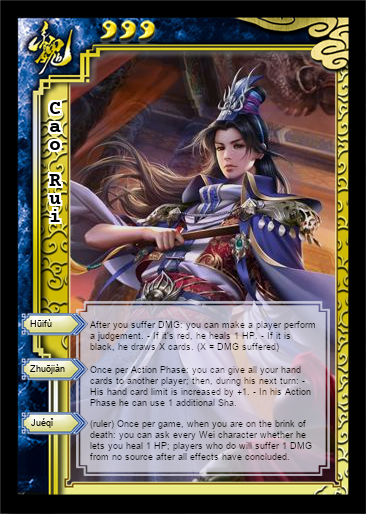 魏
Cao Rui
Huīfù
After you suffer DMG: you can make a player perform
a judgement. - If it's red, he heals 1 HP. - If it is
black, he draws X cards. (X = DMG suffered)
Zhuōjiàn
Once per Action Phase: you can give all your hand
cards to another player; then, during his next turn: -
His hand card limit is increased by +1. - In his Action
Phase he can use 1 additional Sha.
Juéqǐ
(ruler) Once per game, when you are on the brink of
death: you can ask every Wei character whether he
lets you heal 1 HP; players who do will suffer 1 DMG
from no source after all effects have concluded.